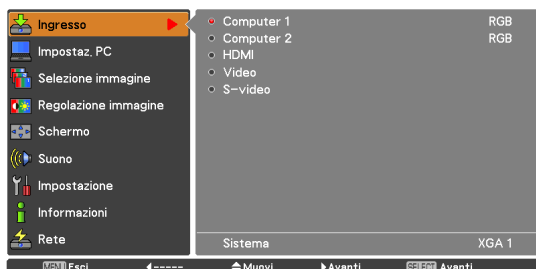 Ingresso
Impostaz. PC
Selezione immagine
Regolazione immagine
Schermo
Suono
Impostazione
Informazioni
Rete
Computer 1 RGB
Computer 2 RGB
HDMI
Video
S-video
Sistema XGA 1
MENU Esci ◀----- Muovi ▶Avanti SELECT Avanti